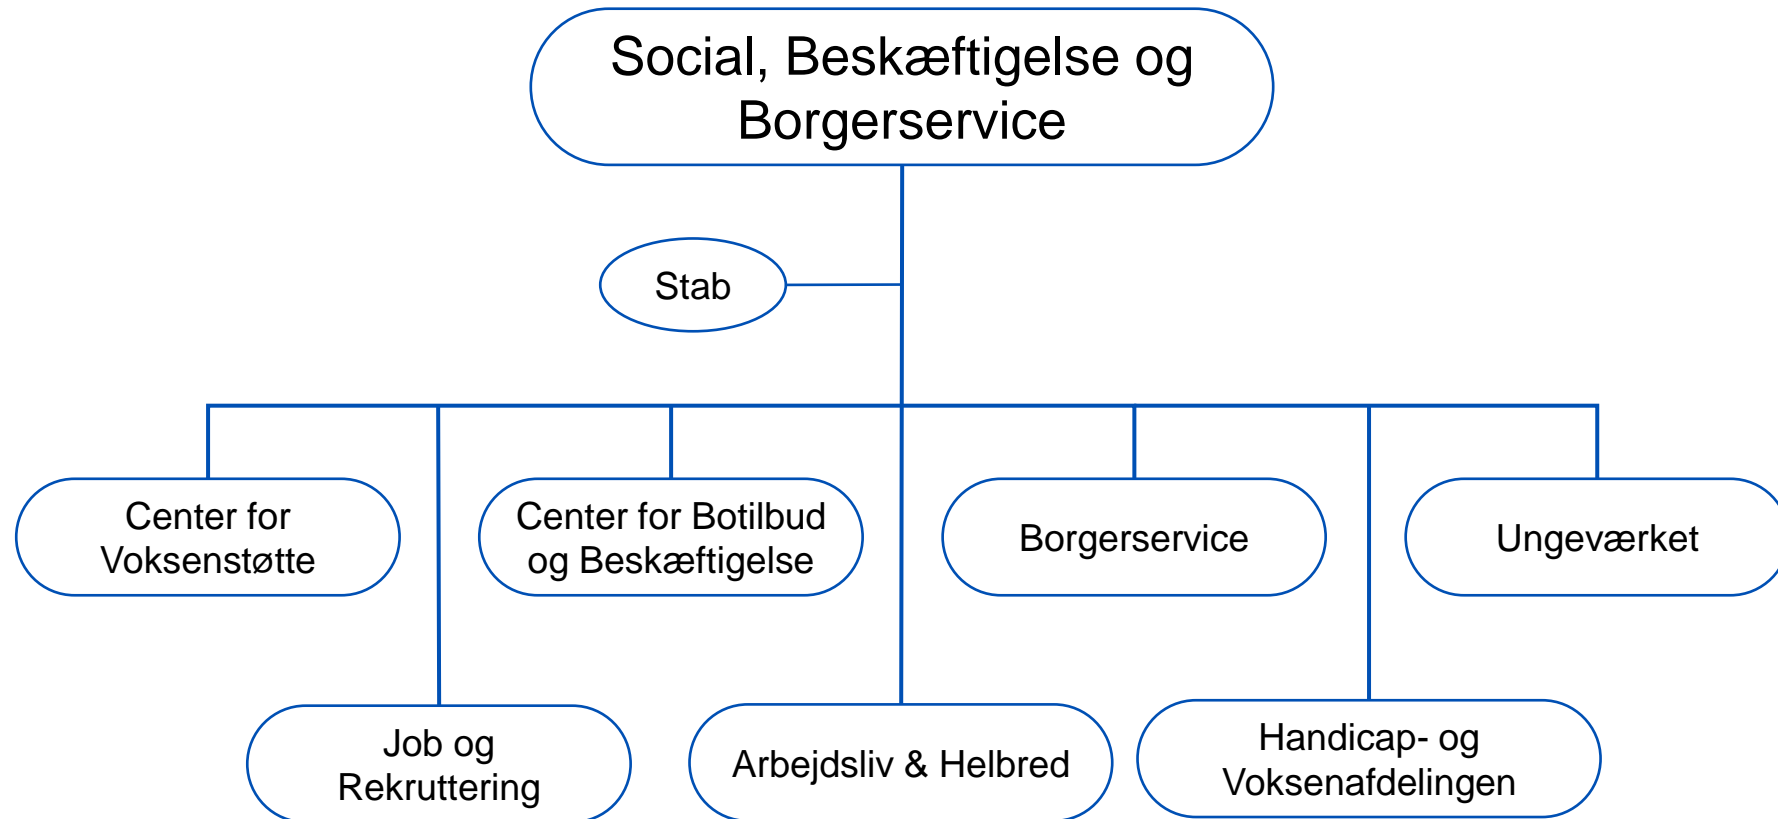 Social, Beskæftigelse og
Borgerservice
Stab
Center for
Voksenstøtte
Center for Botilbud
og Beskæftigelse
Borgerservice
Ungeværket
Job og
Rekruttering
Arbejdsliv & Helbred
Handicap- og
Voksenafdelingen